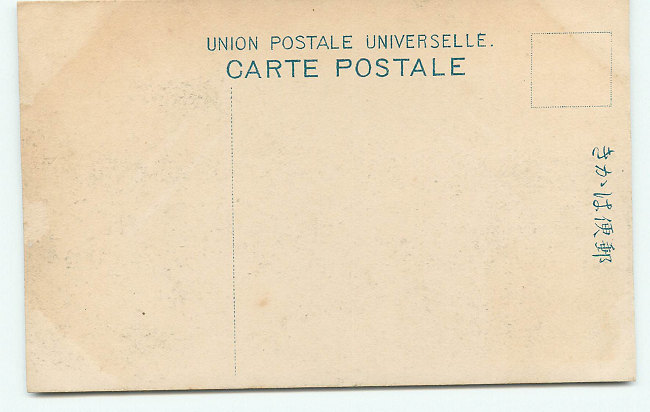 UNION POSTALE UNIVERSELLE.
CARTE POSTALE
郵便はかき